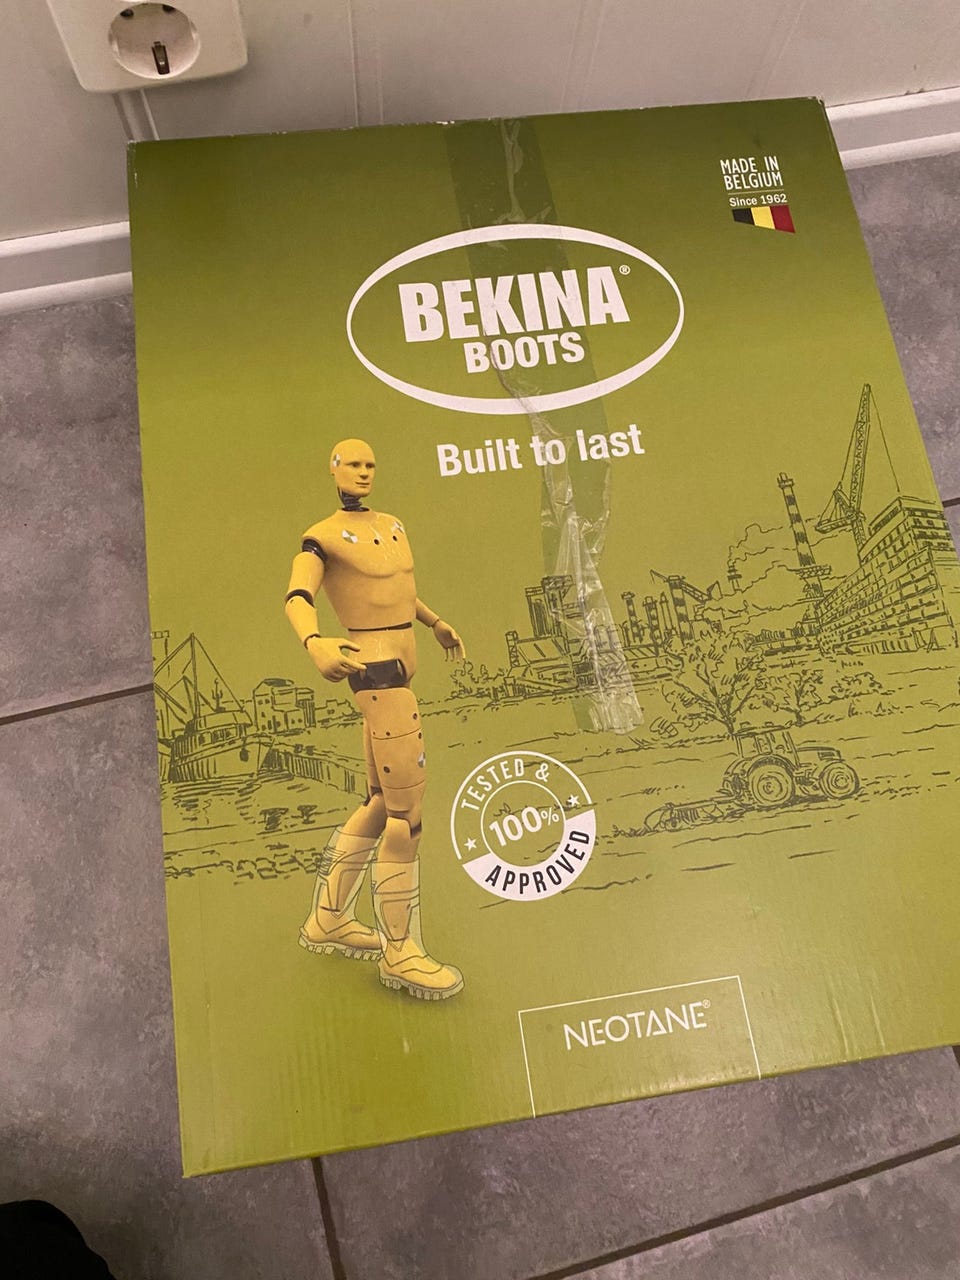 MADE IN
BELGIUM
Since 1962
BEKINA®
BOOTS
Built to last
TESTED &
100%
APPROVED
NEOTANE®